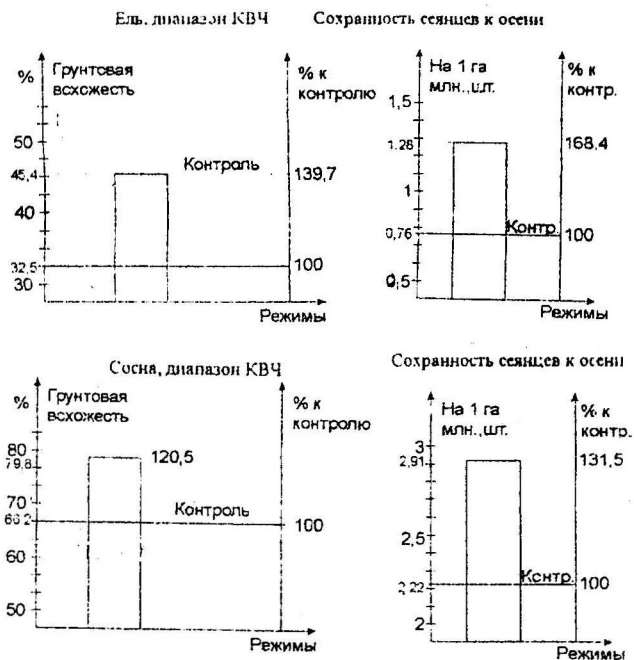 Ель, диапазон КВЧ
%
Грунтовая
всхожесть
% к
контролю
50
45,4
40
32,5
30
Контроль
139,7
100
Режимы
Сохранность сеянцев к осени
На 1 га
млн.,шт.
% к
контр.
1,5
1,28
1
0,76
0,5
Контр.
168,4
100
Режимы
Сосна, диапазон КВЧ
%
Грунтовая
всхожесть
% к
контролю
80
79,8
70
66,2
60
50
120,5
Контроль
100
Режимы
Сохранность сеянцев к осени
На 1 га
млн.,шт.
% к
контр.
3
2,91
2,5
2,22
2
Контр.
131,5
100
Режимы